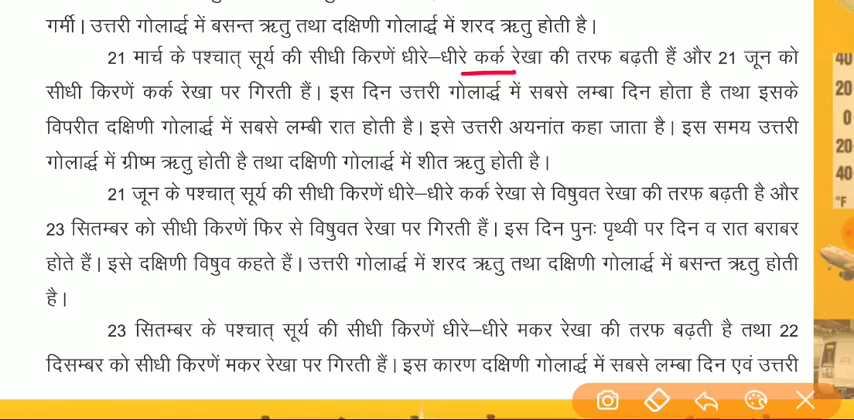 गर्मी। उत्तरी गोलार्द्ध में बसन्त ऋतु तथा दक्षिणी गोलार्द्ध में शरद ऋतु होती है।
21 मार्च के पश्चात् सूर्य की सीधी किरणें धीरे–धीरे कर्क रेखा की तरफ बढ़ती हैं और 21 जून को
सीधी किरणें कर्क रेखा पर गिरती हैं। इस दिन उत्तरी गोलार्द्ध में सबसे लम्बा दिन होता है तथा इसके
विपरीत दक्षिणी गोलार्द्ध में सबसे लम्बी रात होती है। इसे उत्तरी अयनांत कहा जाता है। इस समय उत्तरी
गोलार्द्ध में ग्रीष्म ऋतु होती है तथा दक्षिणी गोलार्द्ध में शीत ऋतु होती है।
21 जून के पश्चात् सूर्य की सीधी किरणें धीरे–धीरे कर्क रेखा से विषुवत रेखा की तरफ बढ़ती है और
23 सितम्बर को सीधी किरणें फिर से विषुवत रेखा पर गिरती हैं। इस दिन पुनः पृथ्वी पर दिन व रात बराबर
होते हैं। इसे दक्षिणी विषुव कहते हैं। उत्तरी गोलार्द्ध में शरद ऋतु तथा दक्षिणी गोलार्द्ध में बसन्त ऋतु होती
है।
23 सितम्बर के पश्चात् सूर्य की सीधी किरणें धीरे–धीरे मकर रेखा की तरफ बढ़ती है तथा 22
दिसम्बर को सीधी किरणें मकर रेखा पर गिरती हैं। इस कारण दक्षिणी गोलार्द्ध में सबसे लम्बा दिन एवं उत्तरी
40
20
0
20
40
°F